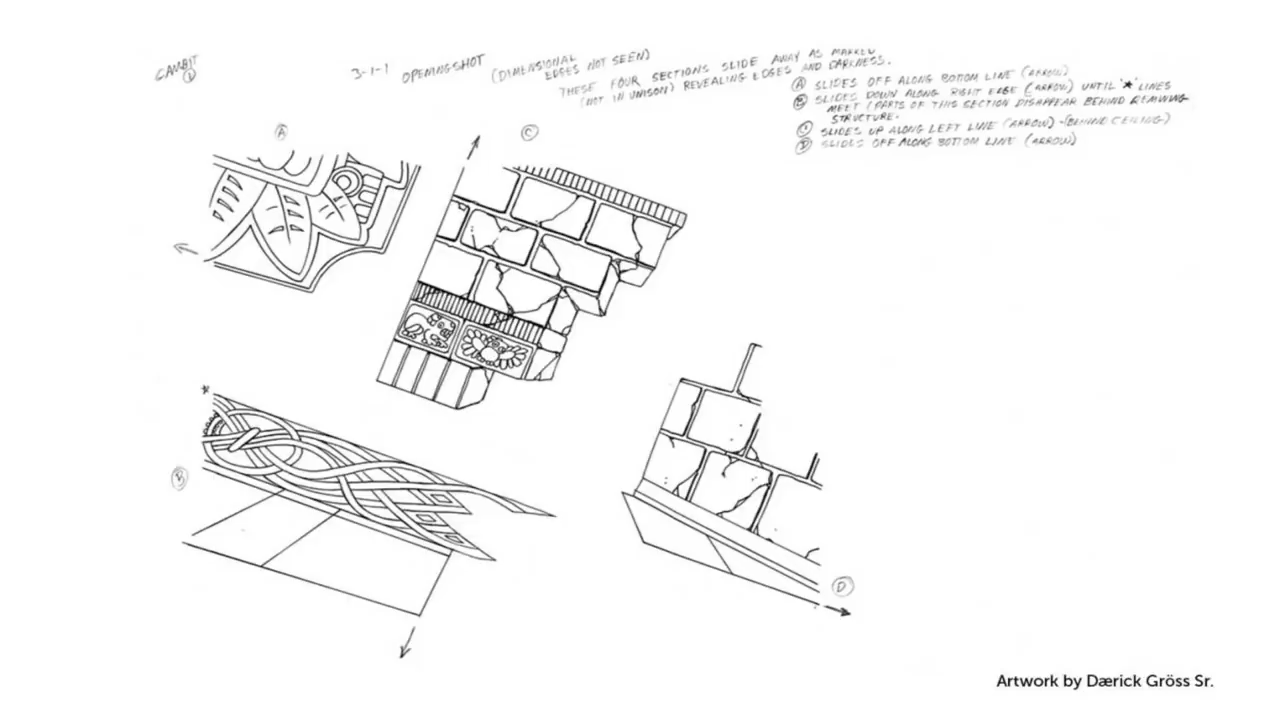 GAMBIT
1
3-1-1 OPENING SHOT (DIMENSIONAL
EDGES NOT SEEN)
THESE FOUR SECTIONS SLIDE AWAY AS MARKED
(NOT IN UNISON) REVEALING EDGES AND DARKNESS.
A SLIDES OFF ALONG BOTTOM LINE (ARROW)
B SLIDES DOWN ALONG RIGHT EDGE (ARROW) UNTIL "★" LINES
MEET (PARTS OF THIS SECTION DISAPPEAR BEHIND REMAINING
STRUCTURE.
C SLIDES UP ALONG LEFT LINE (ARROW) - (BEHIND CEILING)
D SLIDES OFF ALONG BOTTOM LINE (ARROW)
A
C
★
B
D
Artwork by Dærick Gröss Sr.